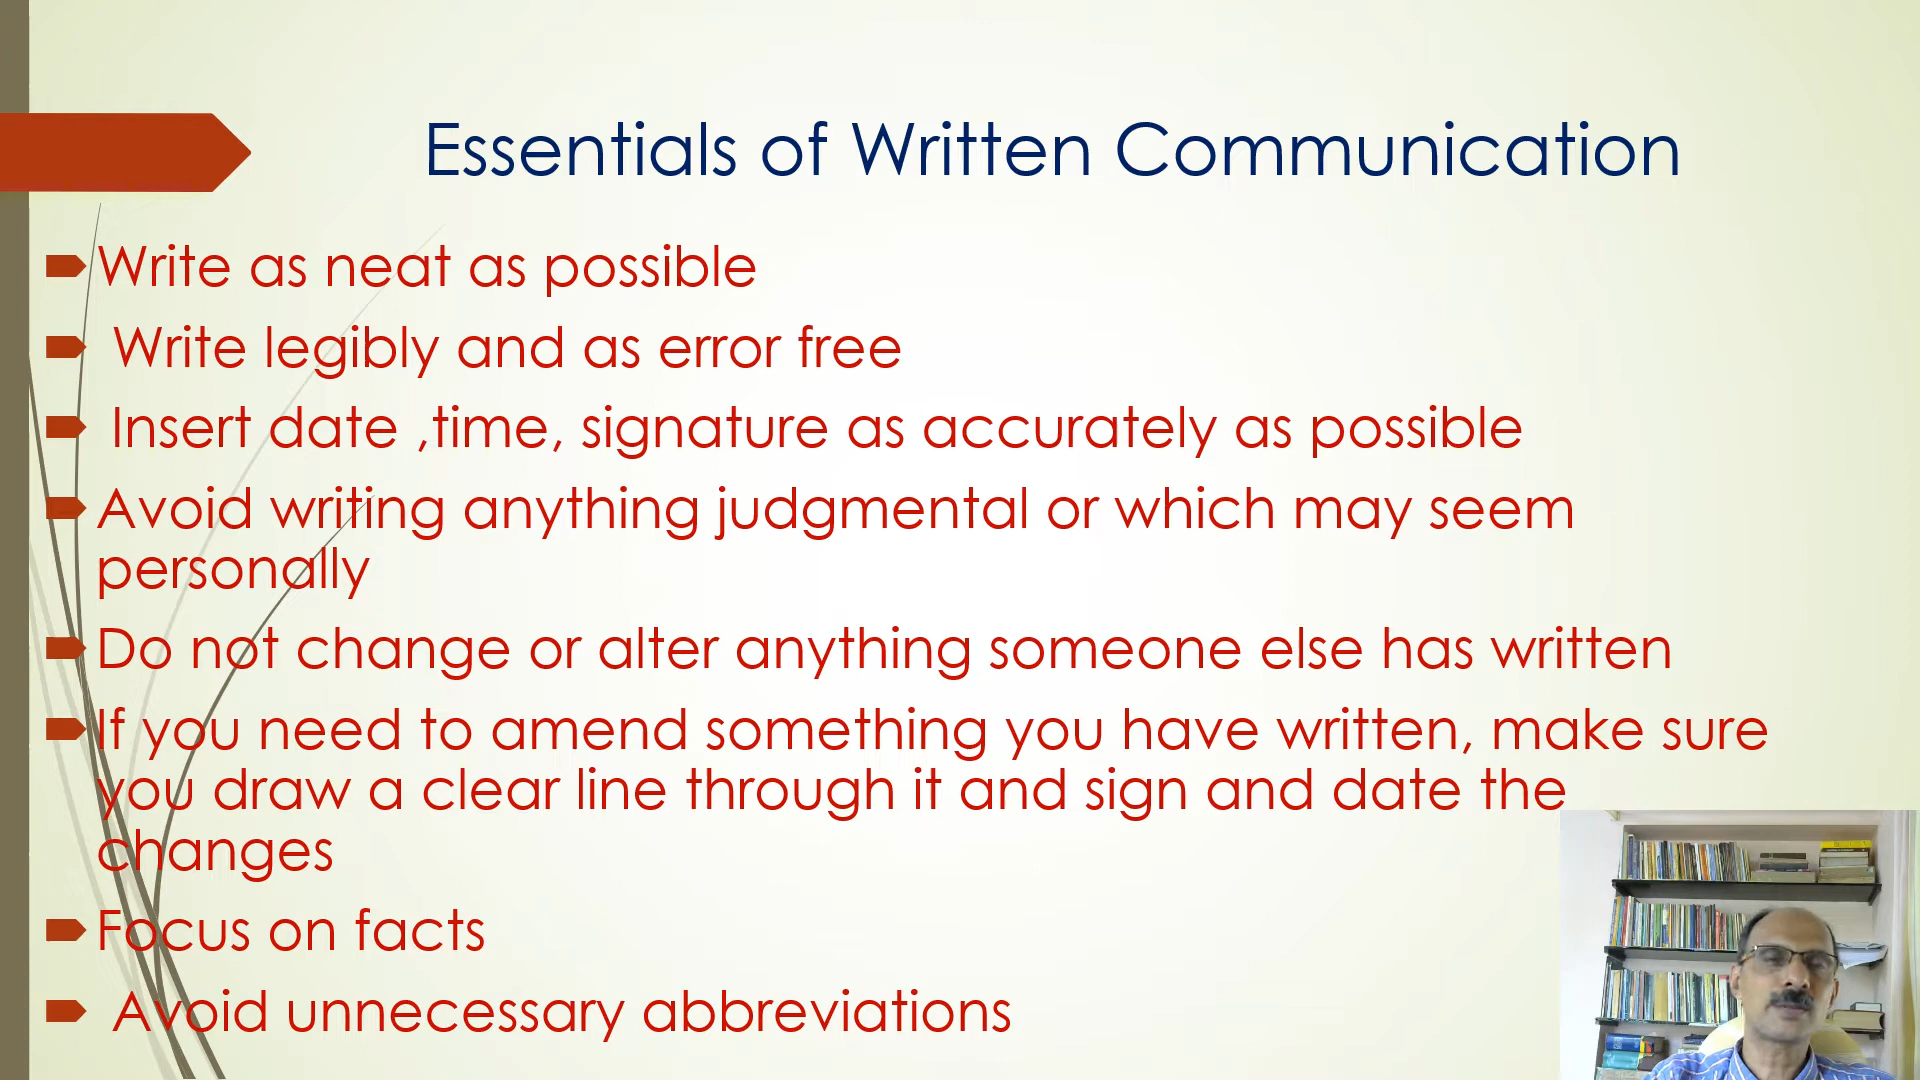 Essentials of Written Communication
Write as neat as possible
Write legibly and as error free
Insert date ,time, signature as accurately as possible
Avoid writing anything judgmental or which may seem
personally
Do not change or alter anything someone else has written
If you need to amend something you have written, make sure
you draw a clear line through it and sign and date the
changes
Focus on facts
Avoid unnecessary abbreviations